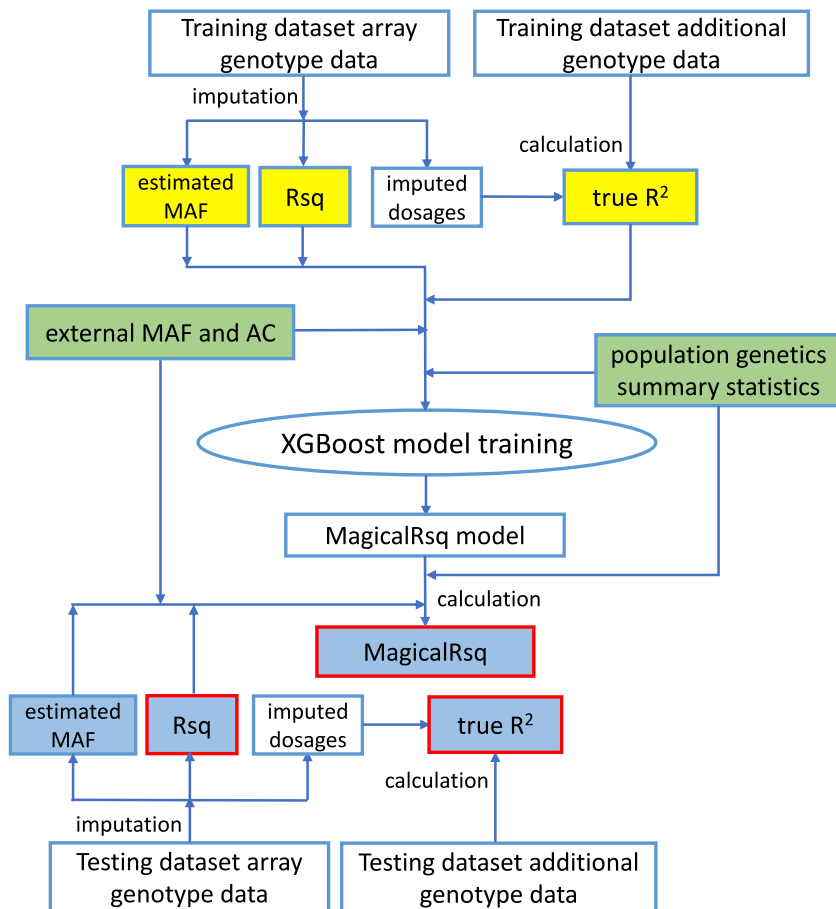 Training dataset array
genotype data
Training dataset additional
genotype data
imputation
calculation
estimated
MAF
Rsq
imputed
dosages
true R²
external MAF and AC
population genetics
summary statistics
XGBoost model training
MagicalRsq model
calculation
MagicalRsq
estimated
MAF
Rsq
imputed
dosages
true R²
calculation
imputation
Testing dataset array
genotype data
Testing dataset additional
genotype data